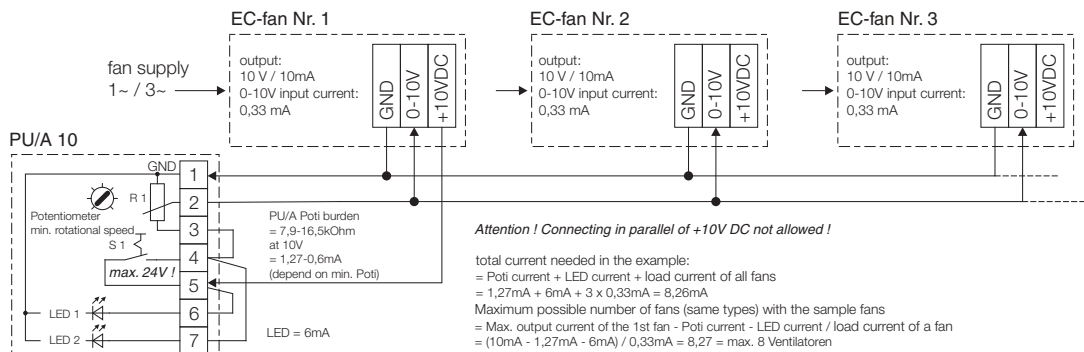 EC-fan Nr. 1
EC-fan Nr. 2
EC-fan Nr. 3
fan supply
1~ / 3~
output:
10 V / 10mA
0-10V input current:
0,33 mA
GND
0-10V
+10VDC
output:
10 V / 10mA
0-10V input current:
0,33 mA
GND
0-10V
+10VDC
output:
10 V / 10mA
0-10V input current:
0,33 mA
GND
0-10V
+10VDC
PU/A 10
GND
1
R 1
2
Potentiometer
min. rotational speed
3
S 1
4
max. 24V !
5
LED 1
6
LED 2
7
PU/A Poti burden
= 7,9-16,5kOhm
at 10V
= 1,27-0,6mA
(depend on min. Poti)
LED = 6mA
Attention ! Connecting in parallel of +10V DC not allowed !
total current needed in the example:
= Poti current + LED current + load current of all fans
= 1,27mA + 6mA + 3 x 0,33mA = 8,26mA
Maximum possible number of fans (same types) with the sample fans
= Max. output current of the 1st fan - Poti current - LED current / load current of a fan
= (10mA - 1,27mA - 6mA) / 0,33mA = 8,27 = max. 8 Ventilatoren